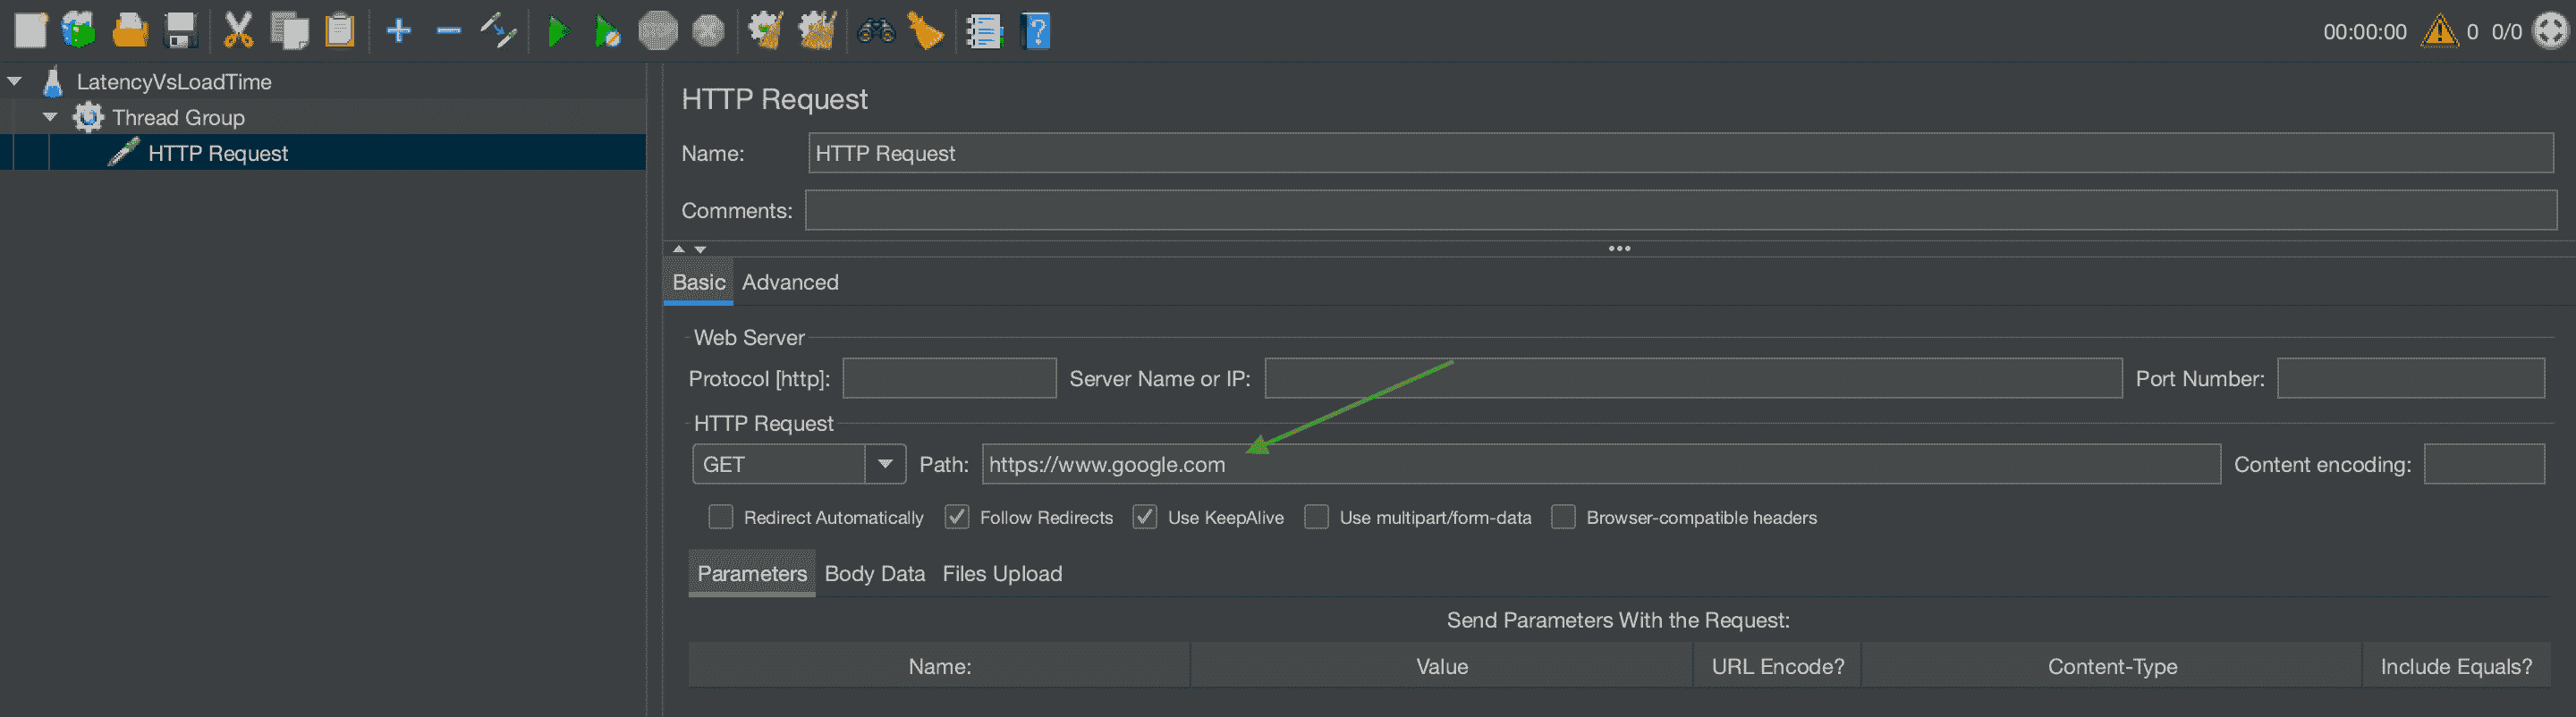 00:00:00 0 0/0
LatencyVsLoadTime
Thread Group
HTTP Request
HTTP Request
Name: HTTP Request
Comments:
Basic Advanced
Web Server
Protocol [http]: Server Name or IP: Port Number:
HTTP Request
GET Path: https://www.google.com Content encoding:
Redirect Automatically Follow Redirects Use KeepAlive Use multipart/form-data Browser-compatible headers
Parameters Body Data Files Upload
Send Parameters With the Request:
Name: Value URL Encode? Content-Type Include Equals?